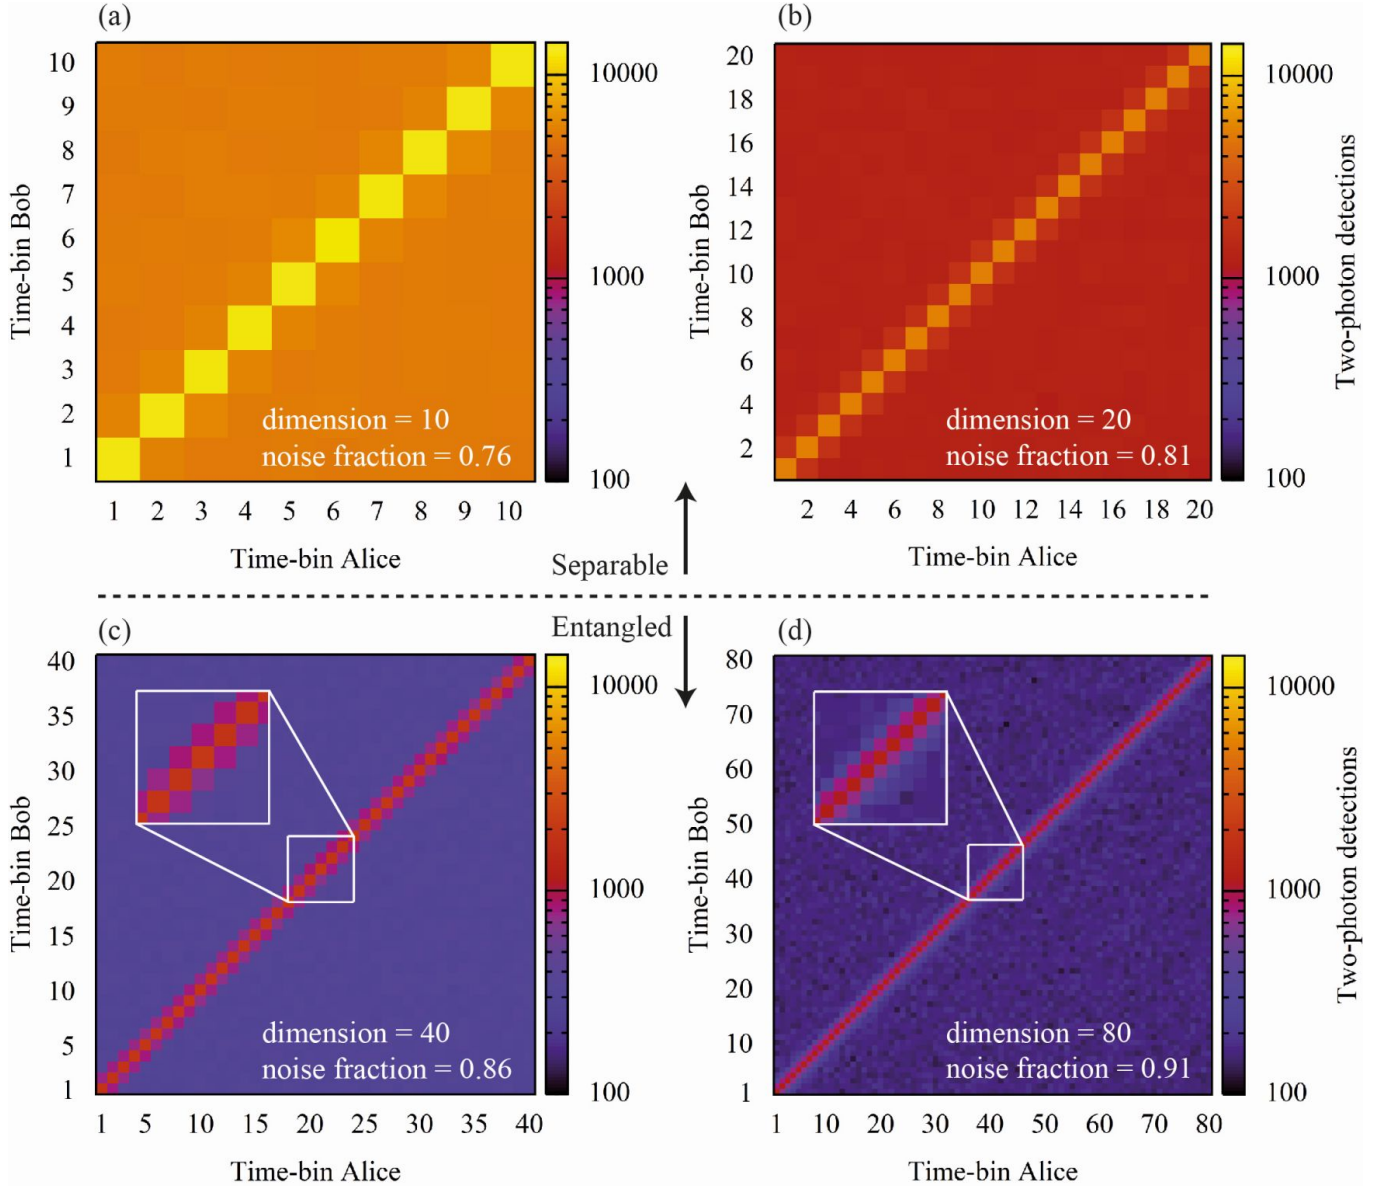 (a)
10
9
8
7
6
5
4
3
2
1
Time-bin Bob
dimension = 10
noise fraction = 0.76
1 2 3 4 5 6 7 8 9 10
Time-bin Alice
10000
1000
100
(b)
20
18
16
14
12
10
8
6
4
2
Time-bin Bob
dimension = 20
noise fraction = 0.81
2 4 6 8 10 12 14 16 18 20
Time-bin Alice
10000
1000
100
Two-photon detections
Separable
Entangled
(c)
40
35
30
25
20
15
10
5
1
Time-bin Bob
dimension = 40
noise fraction = 0.86
1 5 10 15 20 25 30 35 40
Time-bin Alice
10000
1000
100
(d)
80
70
60
50
40
30
20
10
1
Time-bin Bob
dimension = 80
noise fraction = 0.91
1 10 20 30 40 50 60 70 80
Time-bin Alice
10000
1000
100
Two-photon detections